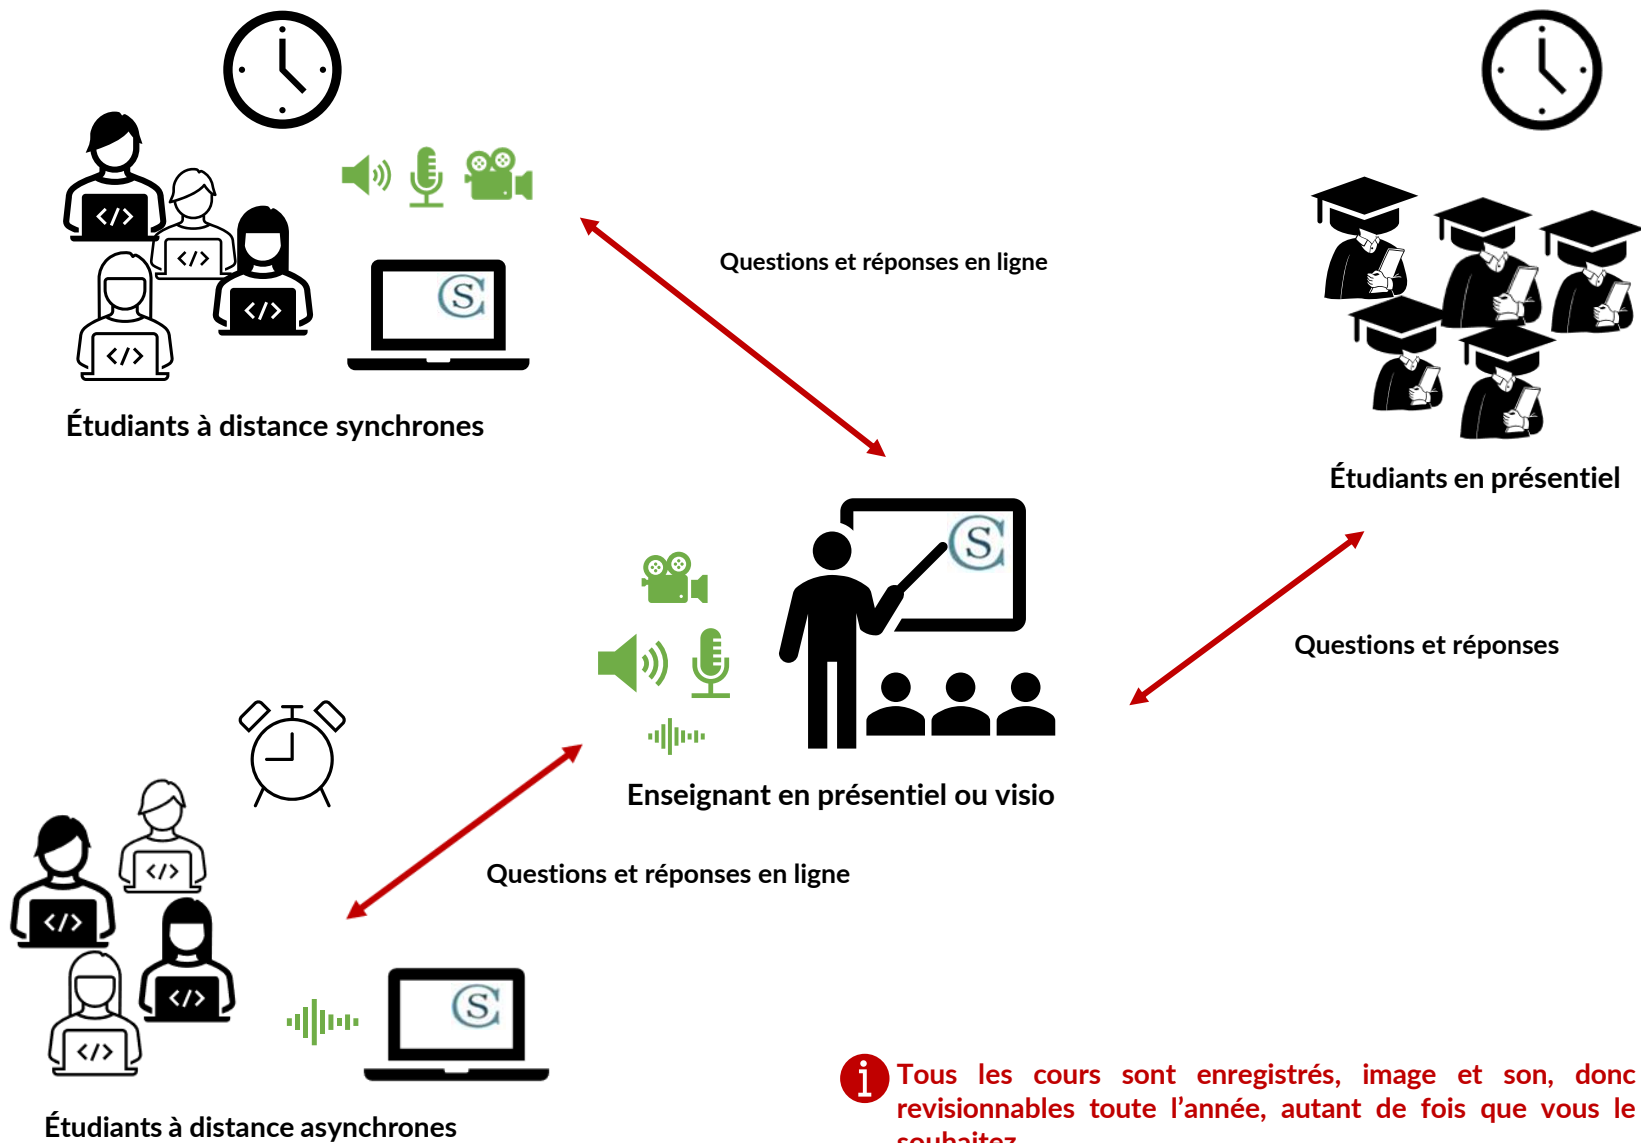 Questions et réponses en ligne
Étudiants à distance synchrones
Étudiants en présentiel
Questions et réponses
Enseignant en présentiel ou visio
Questions et réponses en ligne
Étudiants à distance asynchrones
Tous les cours sont enregistrés, image et son, donc
revisionnables toute l’année, autant de fois que vous le
souhaitez